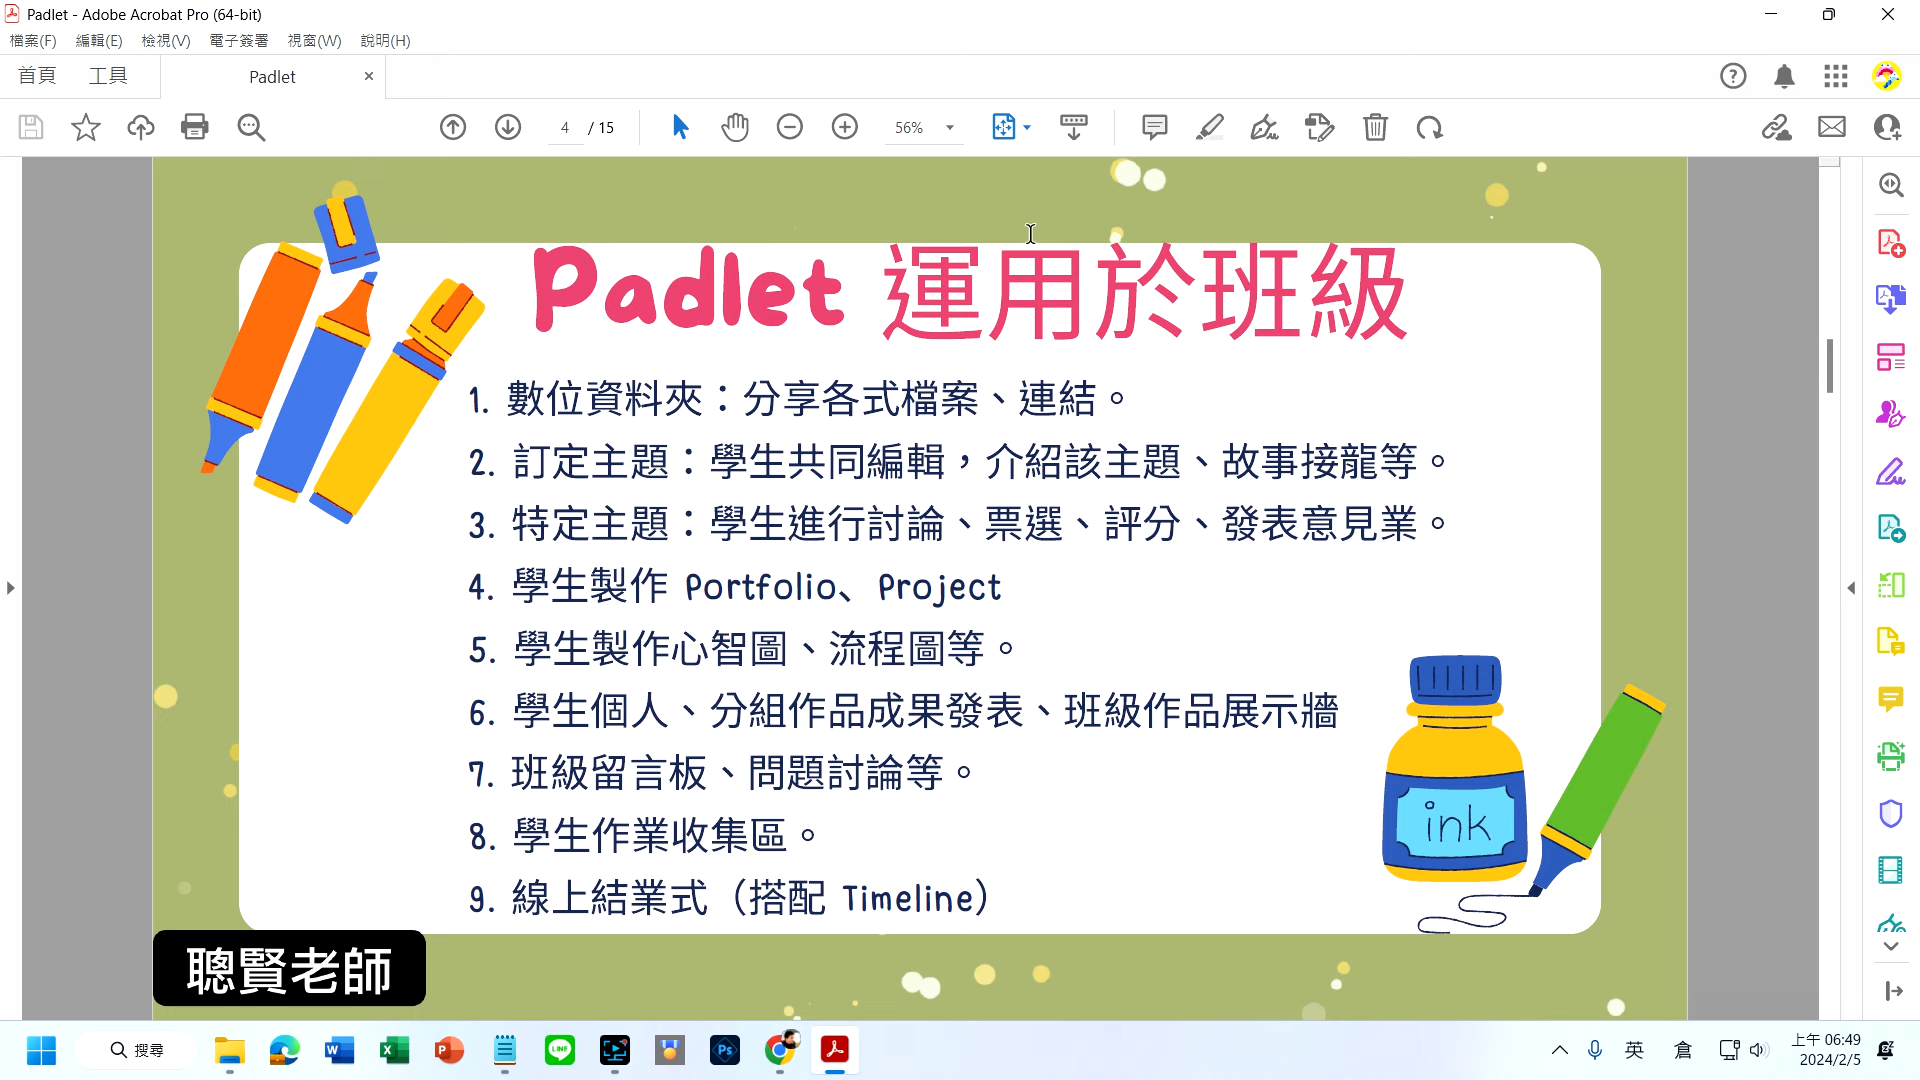 Padlet - Adobe Acrobat Pro (64-bit)
檔案(F) 編輯(E) 檢視(V) 電子簽署 視窗(W) 說明(H)
首頁 工具 Padlet
4 / 15 56%
Padlet 運用於班級
1. 數位資料夾：分享各式檔案、連結。
2. 訂定主題：學生共同編輯，介紹該主題、故事接龍等。
3. 特定主題：學生進行討論、票選、評分、發表意見業。
4. 學生製作 Portfolio、Project
5. 學生製作心智圖、流程圖等。
6. 學生個人、分組作品成果發表、班級作品展示牆
7. 班級留言板、問題討論等。
8. 學生作業收集區。
9. 線上結業式（搭配 Timeline）
ink
聰賢老師
搜尋
英 倉
上午 06:49
2024/2/5